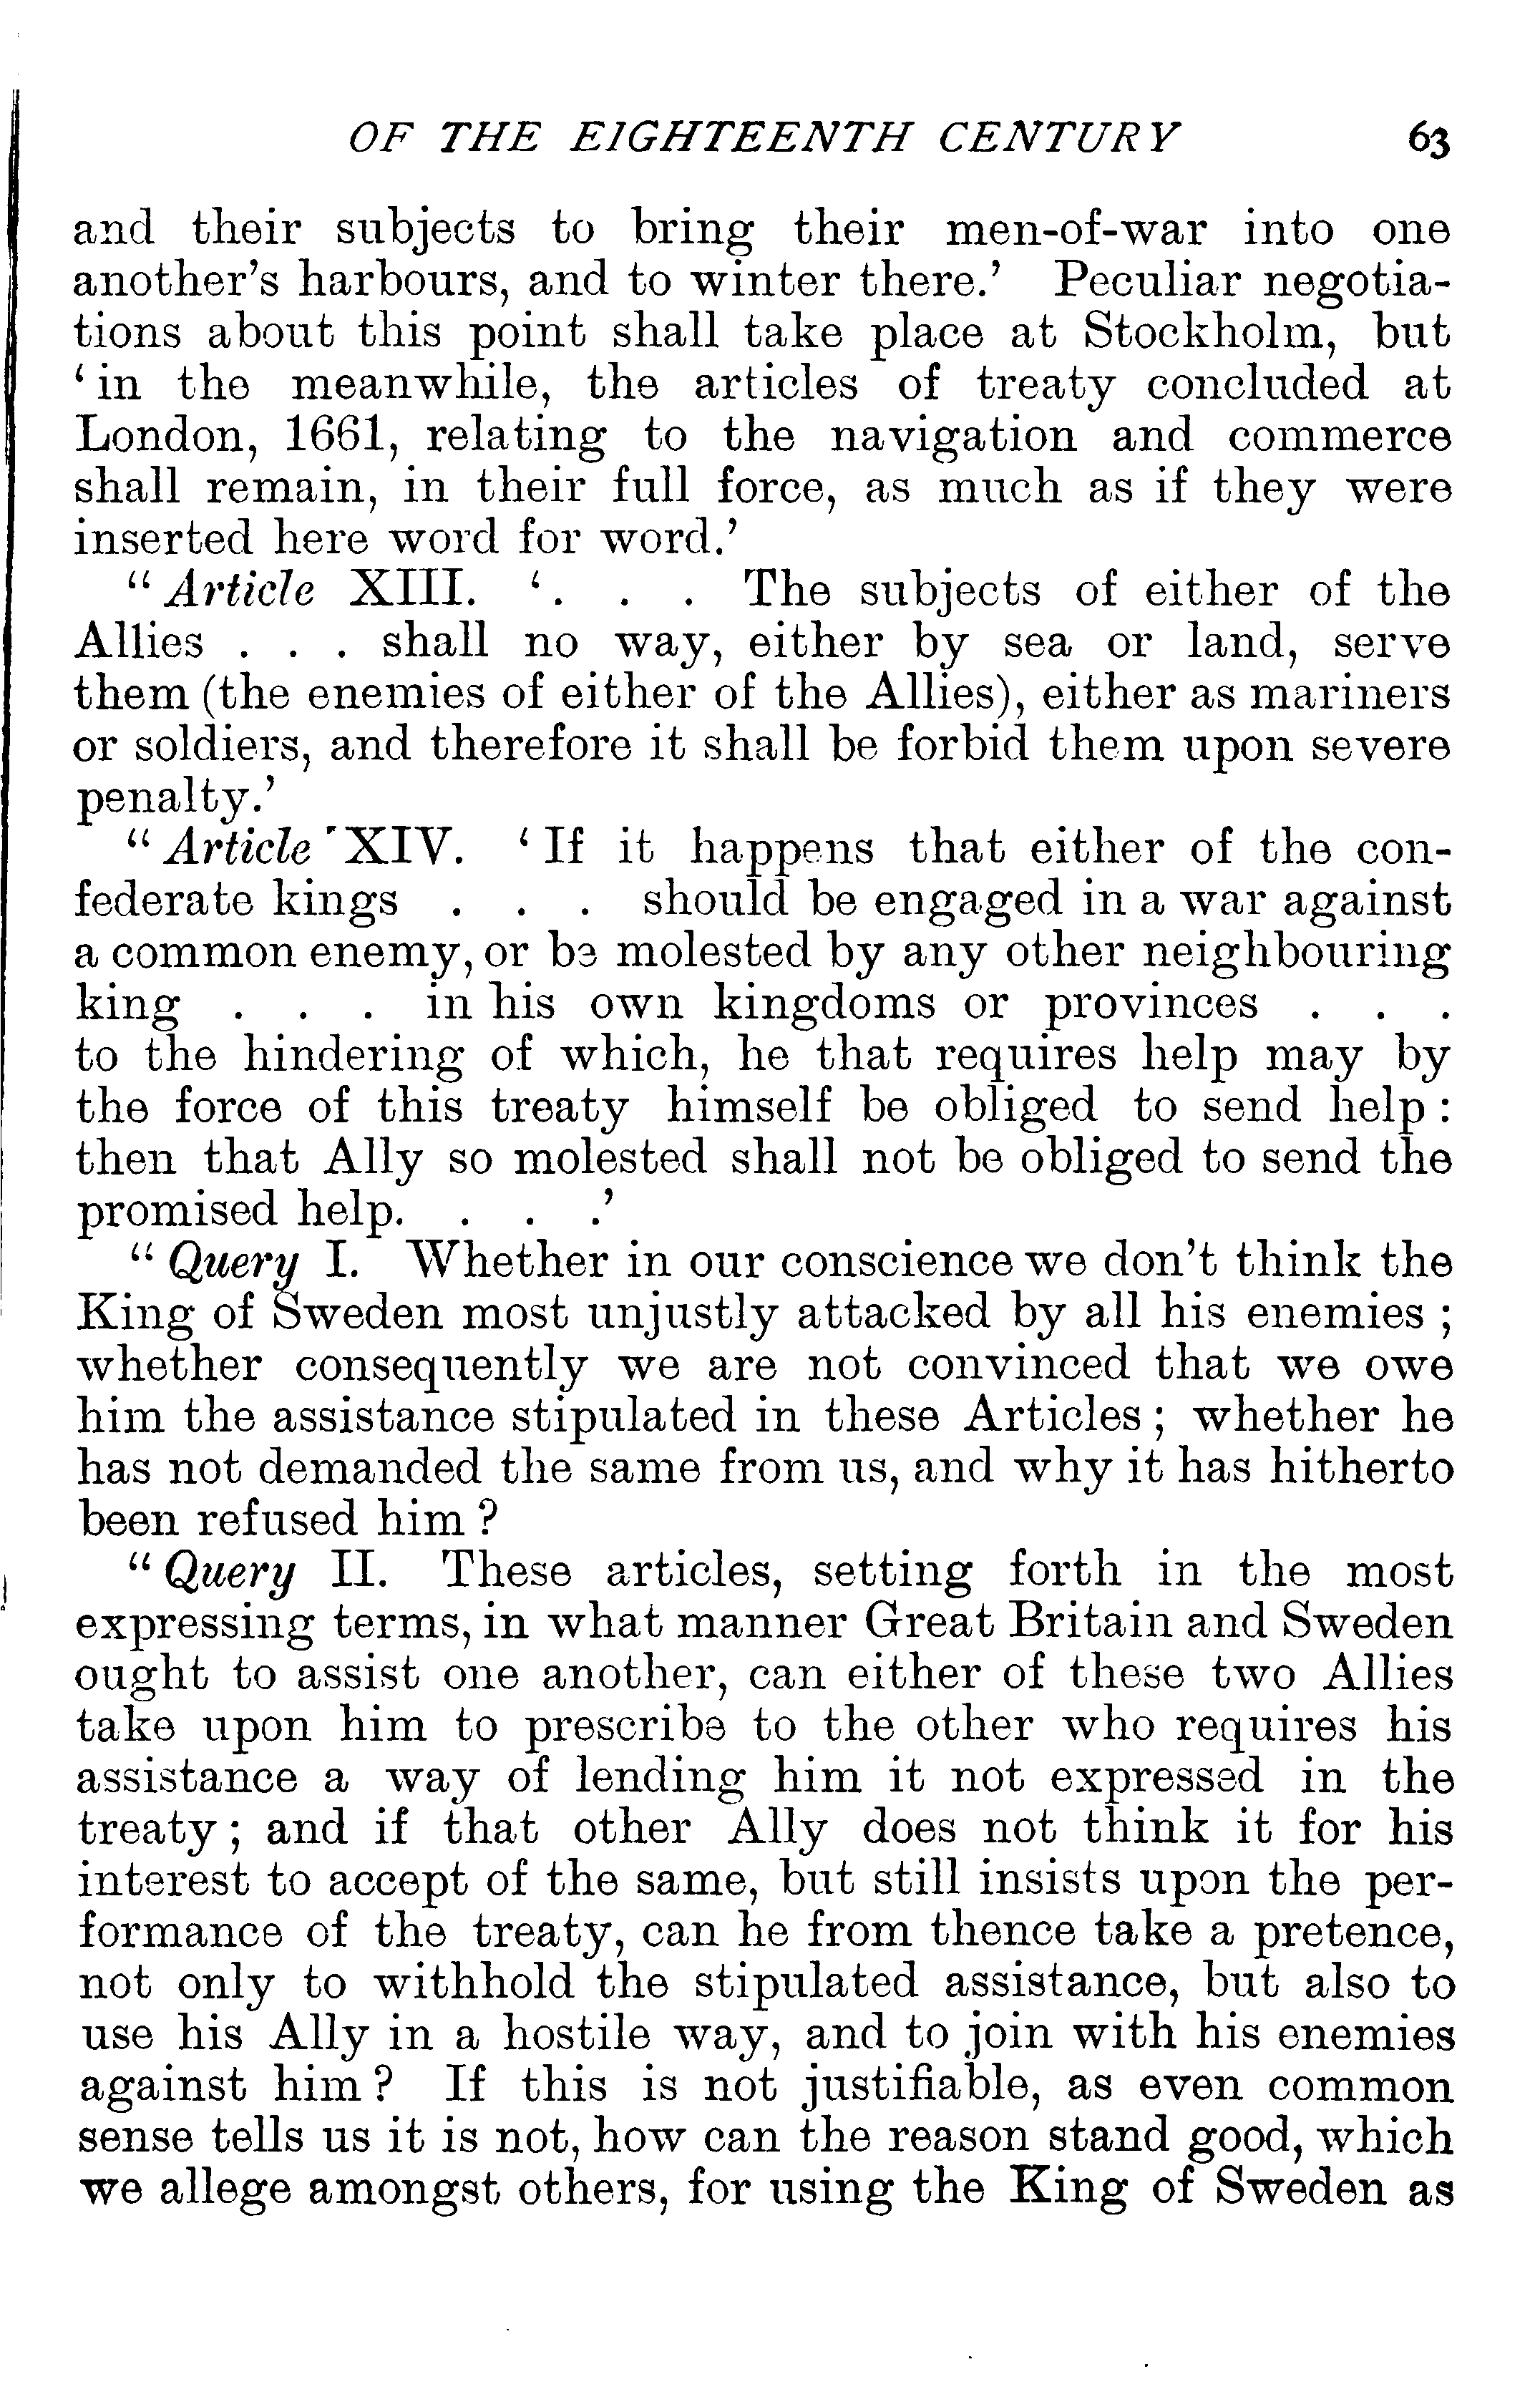 OF THE EIGHTEENTH CENTURY 63
and their subjects to bring their men-of-war into one
another's harbours, and to winter there.' Peculiar negotia-
tions about this point shall take place at Stockholm, but
'in the meanwhile, the articles of treaty concluded at
London, 1661, relating to the navigation and commerce
shall remain, in their full force, as much as if they were
inserted here word for word.'
"Article XIII. '. . . The subjects of either of the
Allies . . . shall no way, either by sea or land, serve
them (the enemies of either of the Allies), either as mariners
or soldiers, and therefore it shall be forbid them upon severe
penalty.'
"Article XIV. 'If it happens that either of the con-
federate kings . . . should be engaged in a war against
a common enemy, or be molested by any other neighbouring
king . . . in his own kingdoms or provinces . . .
to the hindering of which, he that requires help may by
the force of this treaty himself be obliged to send help:
then that Ally so molested shall not be obliged to send the
promised help. . . .'
"Query I. Whether in our conscience we don't think the
King of Sweden most unjustly attacked by all his enemies;
whether consequently we are not convinced that we owe
him the assistance stipulated in these Articles; whether he
has not demanded the same from us, and why it has hitherto
been refused him?
"Query II. These articles, setting forth in the most
expressing terms, in what manner Great Britain and Sweden
ought to assist one another, can either of these two Allies
take upon him to prescribe to the other who requires his
assistance a way of lending him it not expressed in the
treaty; and if that other Ally does not think it for his
interest to accept of the same, but still insists upon the per-
formance of the treaty, can he from thence take a pretence,
not only to withhold the stipulated assistance, but also to
use his Ally in a hostile way, and to join with his enemies
against him? If this is not justifiable, as even common
sense tells us it is not, how can the reason stand good, which
we allege amongst others, for using the King of Sweden as